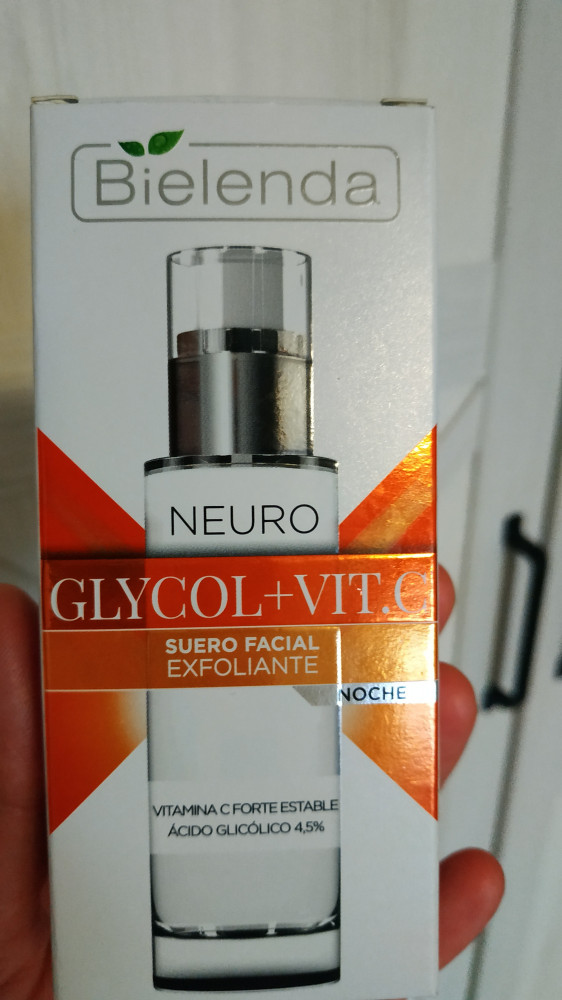 Bielenda
NEURO
GLYCOL+VIT.C
SUERO FACIAL
EXFOLIANTE
NOCHE
VITAMINA C FORTE ESTABLE
ÁCIDO GLICÓLICO 4,5%